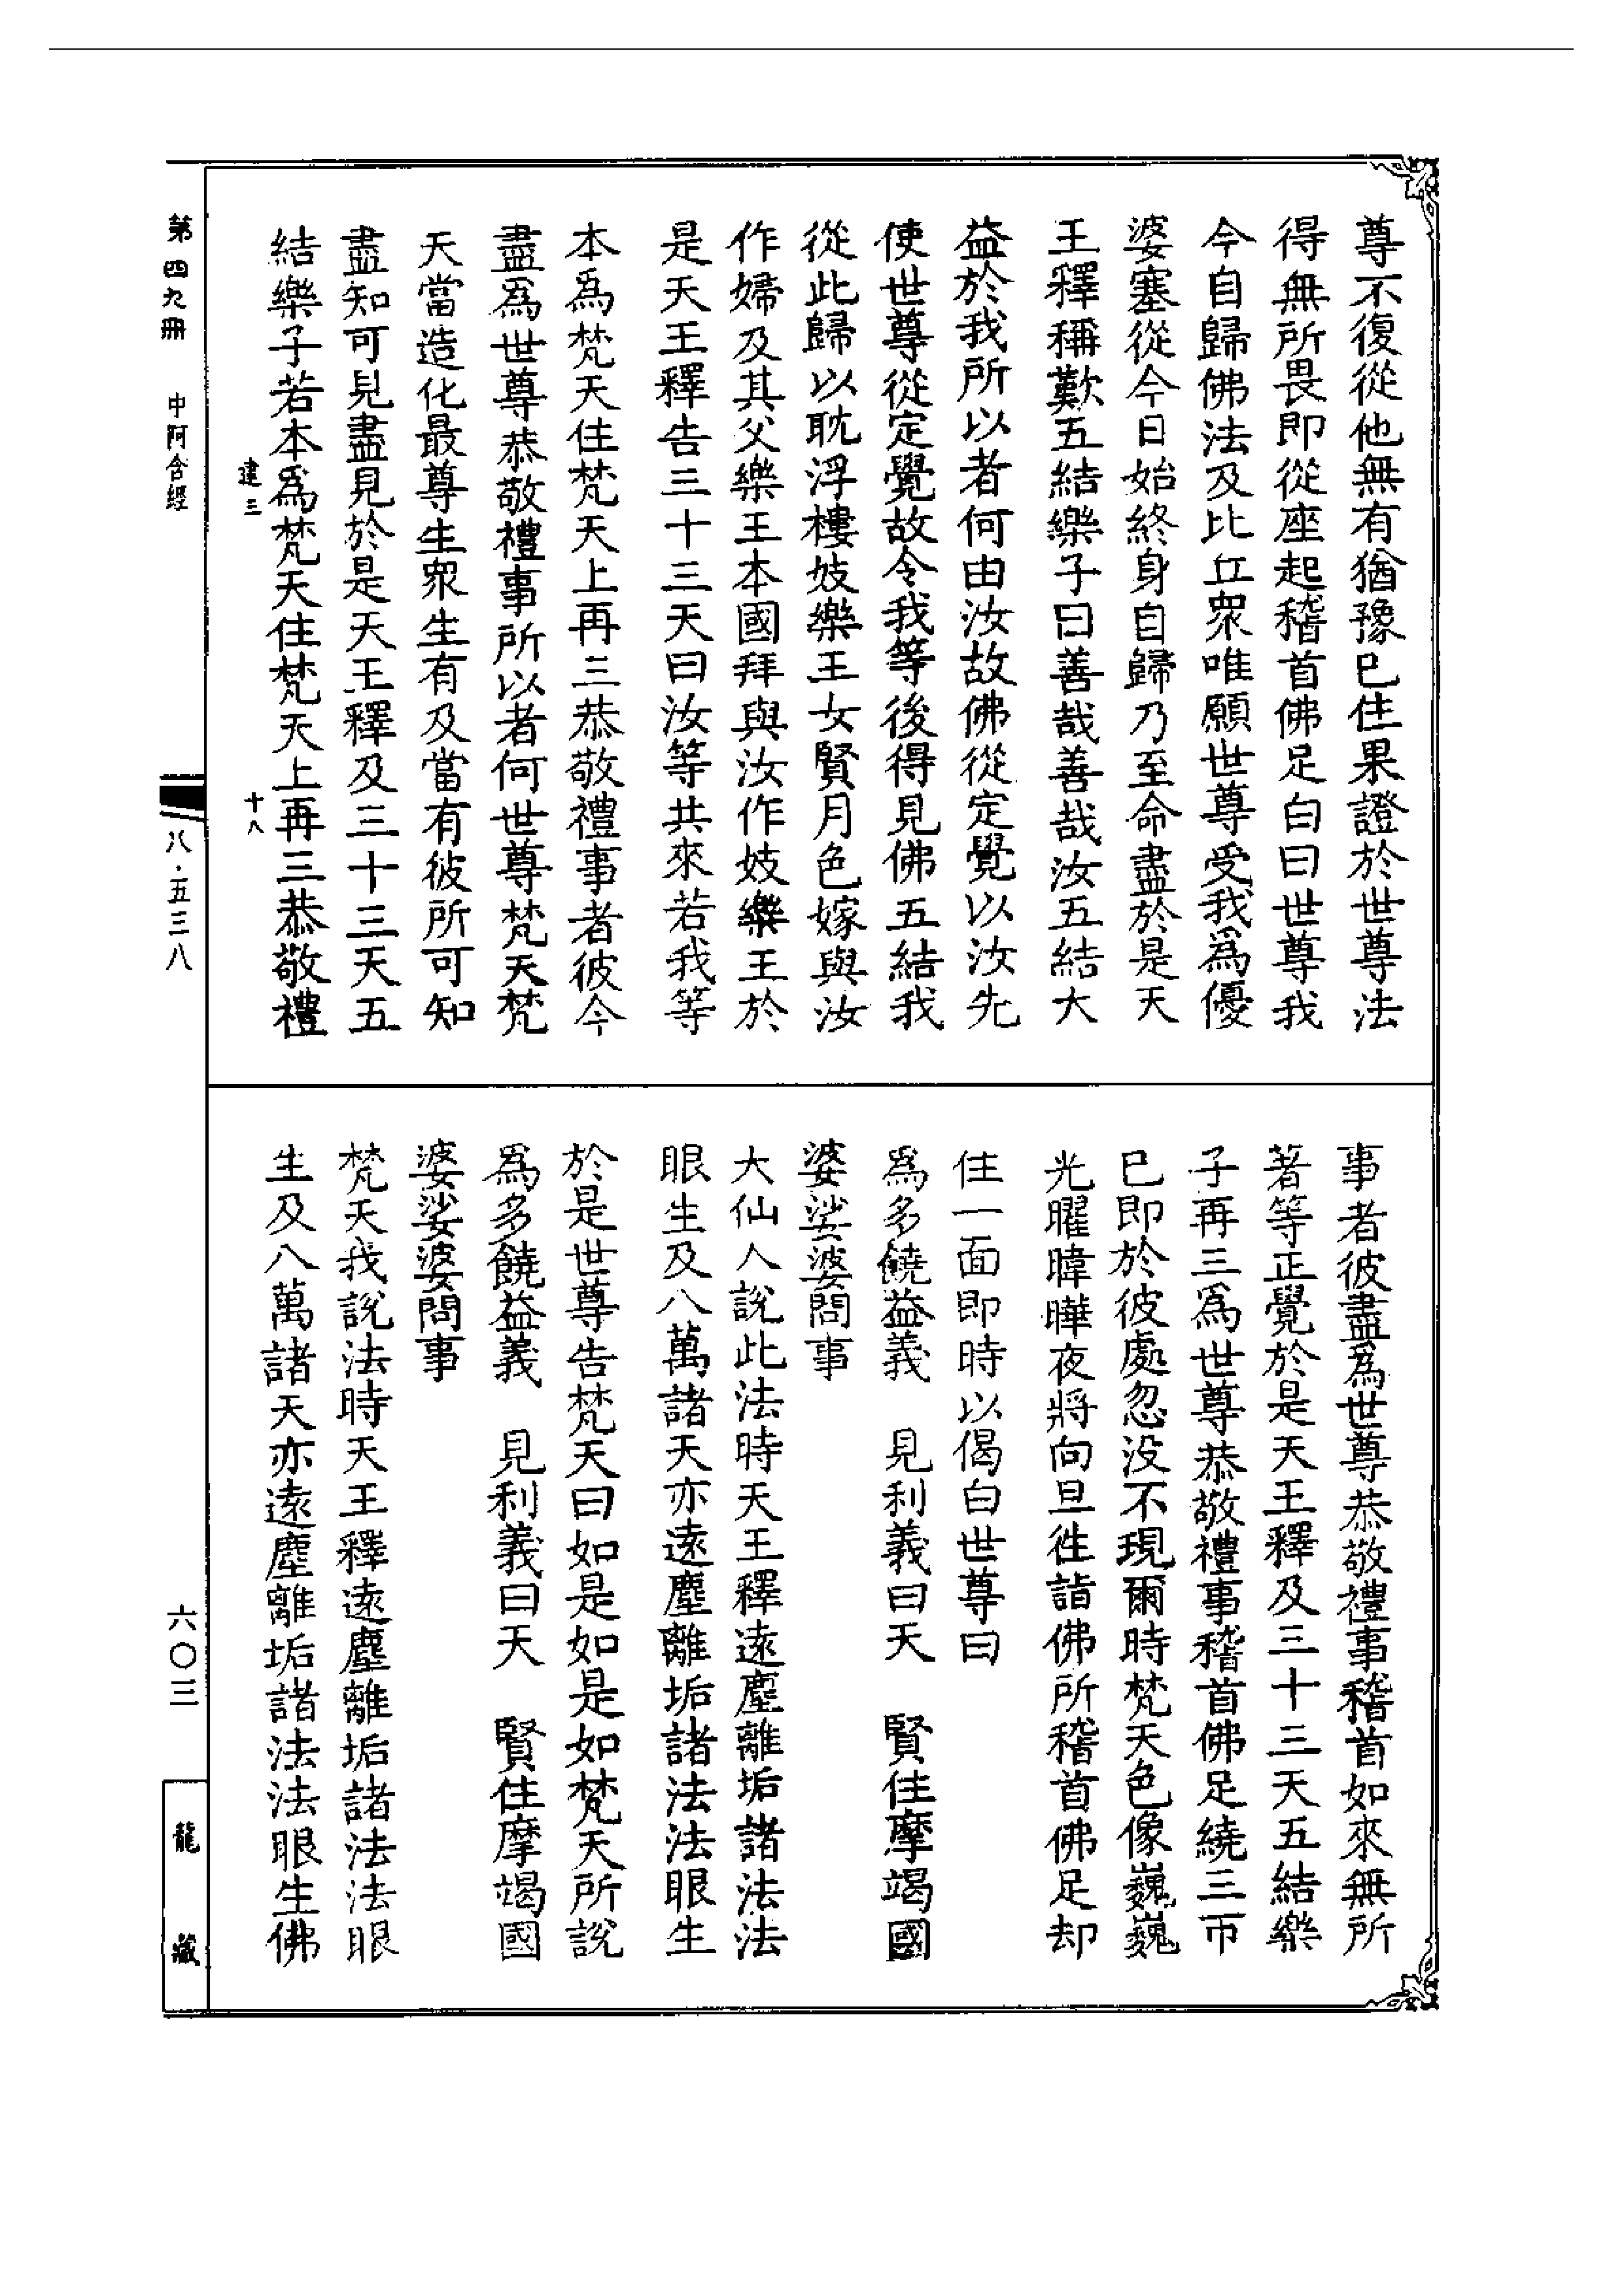 尊不復從他無有猶豫已住果證於世尊法
得無所畏即從座起稽首佛足白曰世尊我
今自歸佛法及比丘眾唯願世尊受我為優
婆塞從今日始終身自歸乃至命盡於是天
王釋稱歎五結樂子曰善哉善哉汝五結大
益於我所以者何由汝故佛從定覺以汝先
使世尊從定覺故令我等後得見佛五結我
從此歸以耽浮樓妓樂王女賢月色嫁與汝
作婦及其父樂王本國拜與汝作妓樂王於
是天王釋告三十三天曰汝等共來若我等
本為梵天住梵天上再三恭敬禮事者彼今
盡為世尊恭敬禮事所以者何世尊梵天梵
天當造化最尊生眾生有及當有彼所可知
盡知可見盡見於是天王釋及三十三天五
結樂子若本為梵天住梵天上再三恭敬禮
建三
十八
事者彼盡為世尊恭敬禮事稽首如來無所
著等正覺於是天王釋及三十三天五結樂
子再三為世尊恭敬禮事稽首佛足繞三帀
已即於彼處忽没不現爾時梵天色像巍巍
光曜暐曄夜將向旦徃詣佛所稽首佛足却
住一面即時以偈白世尊曰
為多饒益義　見利義曰天　賢住摩竭國
婆娑婆問事
大仙人說此法時天王釋遠塵離垢諸法法
眼生及八萬諸天亦遠塵離垢諸法法眼生
於是世尊告梵天曰如是如是如梵天所說
為多饒益義　見利義曰天　賢住摩竭國
婆娑婆問事
梵天我說法時天王釋遠塵離垢諸法法眼
生及八萬諸天亦遠塵離垢諸法法眼生佛
第四九冊　中阿含經
八·五三八
六〇三
龍藏